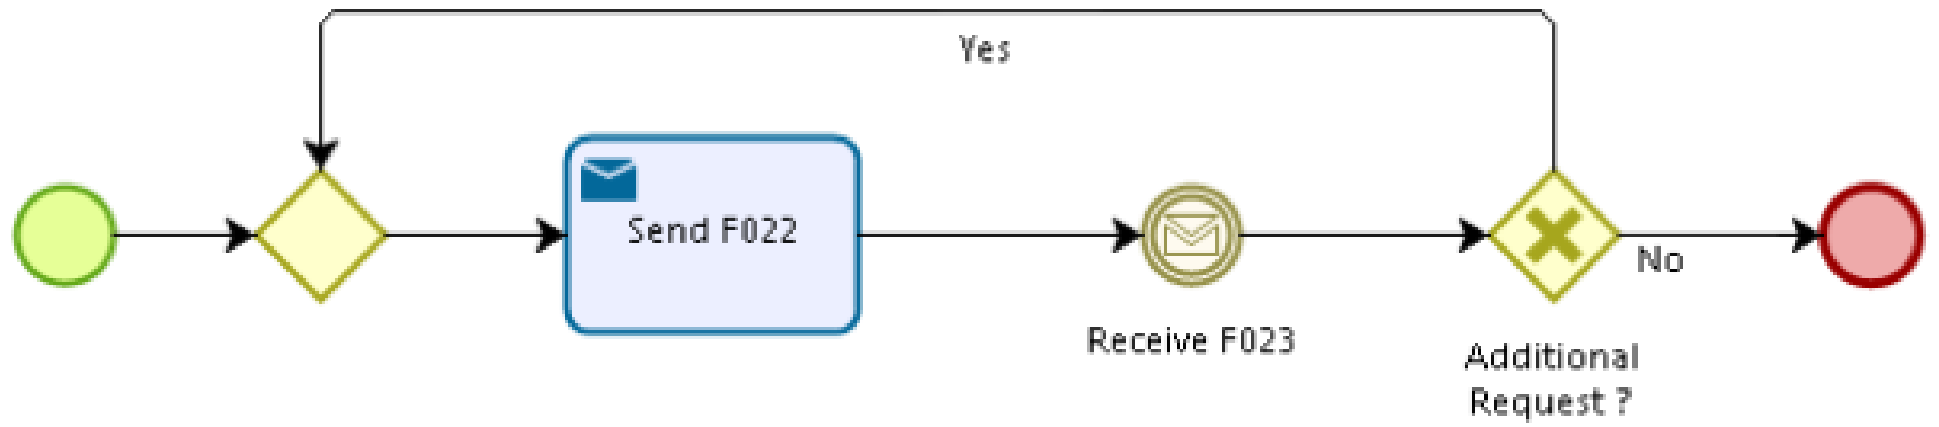 Yes
Send F022
No
Receive F023
Additional
Request ?